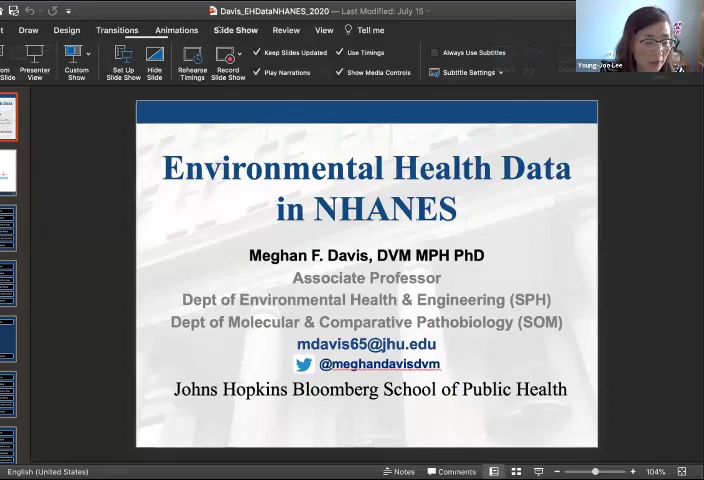 Davis_EHDataNHANES_2020 — Last Modified: July 15
Draw Design Transitions Animations Slide Show Review View Tell me
Presenter View
Custom Show
Set Up Slide Show
Hide Slide
Rehearse Timings
Record Slide Show
Keep Slides Updated
Use Timings
Play Narrations
Show Media Controls
Always Use Subtitles
Subtitle Settings
Young-Joo Lee
Environmental Health Data
in NHANES
Meghan F. Davis, DVM MPH PhD
Associate Professor
Dept of Environmental Health & Engineering (SPH)
Dept of Molecular & Comparative Pathobiology (SOM)
mdavis65@jhu.edu
@meghandavisdvm
Johns Hopkins Bloomberg School of Public Health
English (United States) Notes Comments 104%